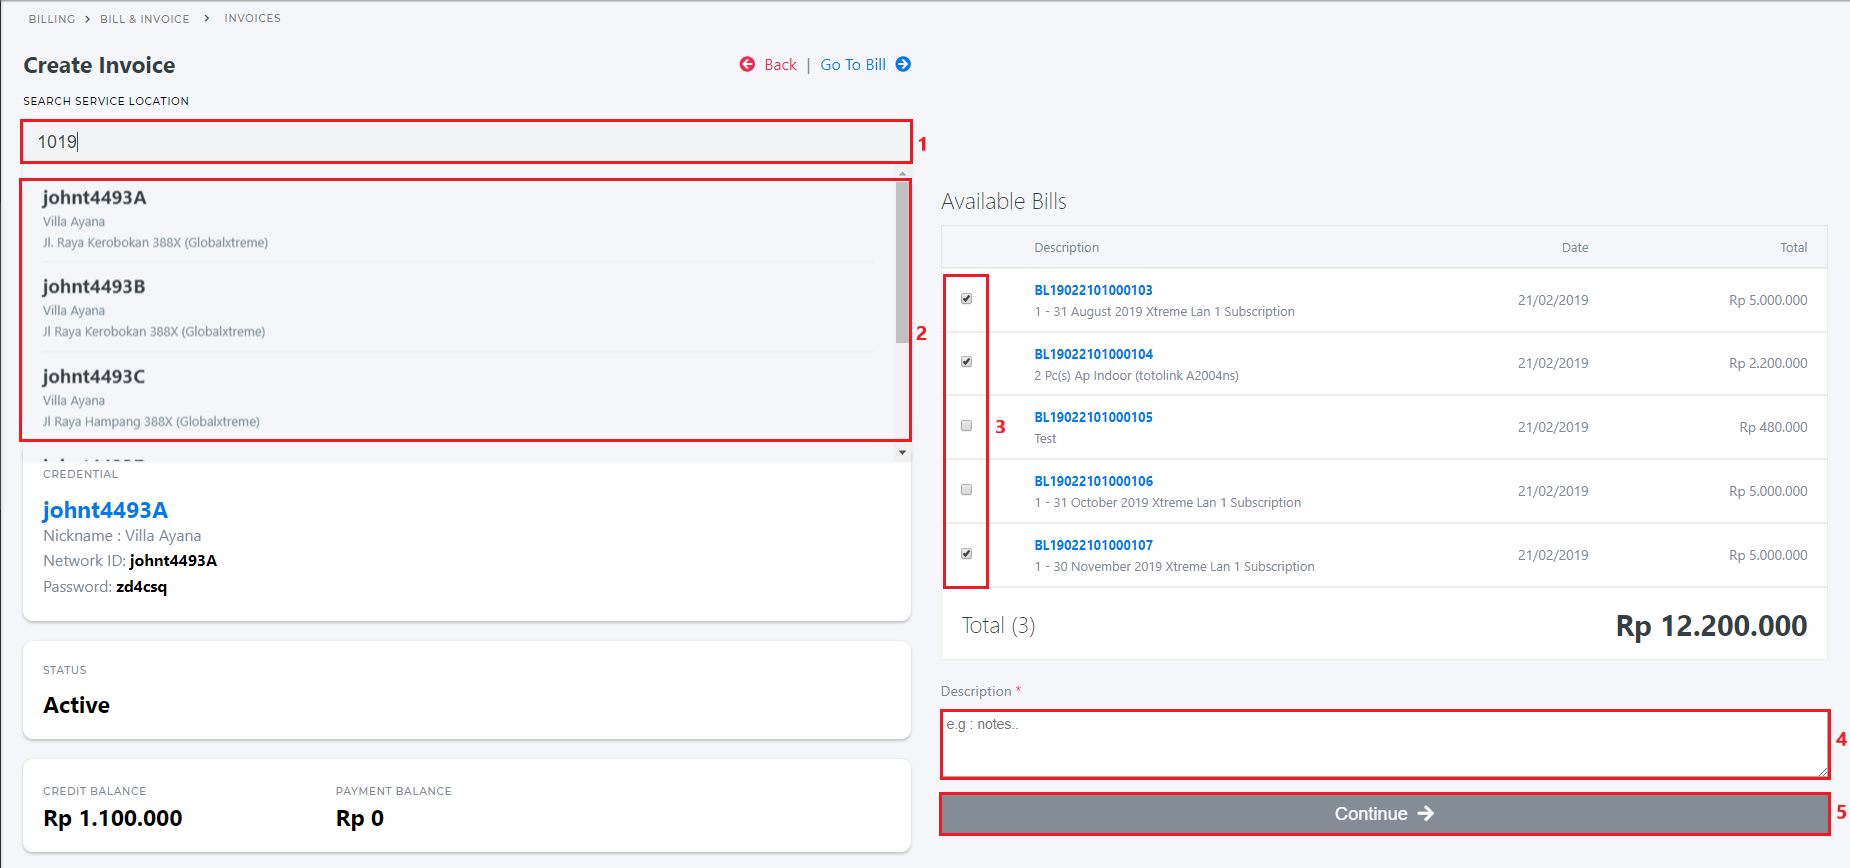 BILLING > BILL & INVOICE > INVOICES
Create Invoice
Back | Go To Bill
SEARCH SERVICE LOCATION
1019
1
johnt4493A
Villa Ayana
Jl. Raya Kerobokan 388X (Globalxtreme)
johnt4493B
Villa Ayana
Jl Raya Kerobokan 388X (Globalxtreme)
2
johnt4493C
Villa Ayana
Jl Raya Hampang 388X (Globalxtreme)
CREDENTIAL
johnt4493A
Nickname : Villa Ayana
Network ID: johnt4493A
Password: zd4csq
STATUS
Active
CREDIT BALANCE PAYMENT BALANCE
Rp 1.100.000 Rp 0
Available Bills
Description Date Total
BL19022101000103
1 - 31 August 2019 Xtreme Lan 1 Subscription 21/02/2019 Rp 5.000.000
BL19022101000104
2 Pc(s) Ap Indoor (totolink A2004ns) 21/02/2019 Rp 2.200.000
3
BL19022101000105
Test 21/02/2019 Rp 480.000
BL19022101000106
1 - 31 October 2019 Xtreme Lan 1 Subscription 21/02/2019 Rp 5.000.000
BL19022101000107
1 - 30 November 2019 Xtreme Lan 1 Subscription 21/02/2019 Rp 5.000.000
Total (3) Rp 12.200.000
Description *
e.g : notes..
4
Continue
5